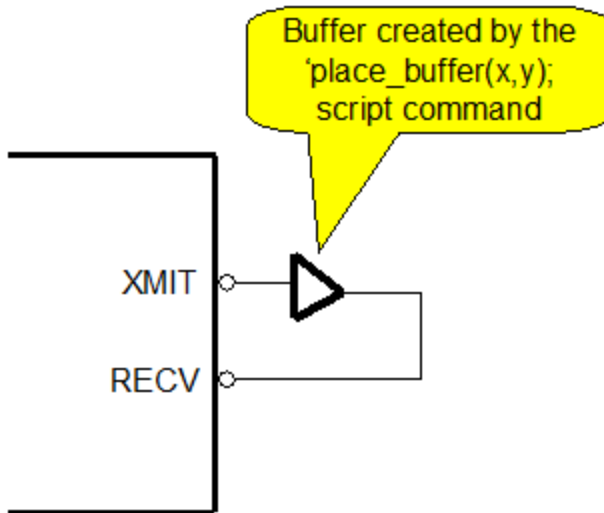 Buffer created by the
‘place_buffer(x,y);
script command
XMIT
RECV